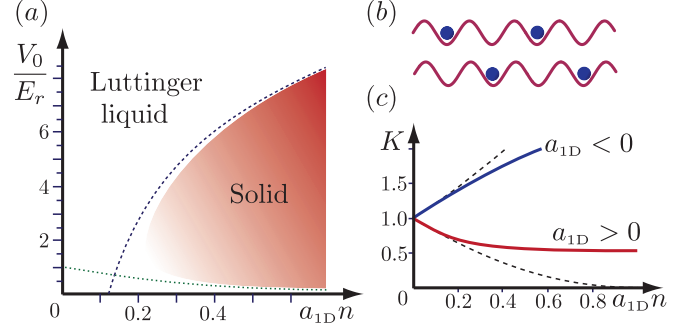 (a)
V₀
E_r
Luttinger
liquid
6
4
Solid
2
0
0.2
0.4
a₁D n
(b)
(c)
K
a₁D < 0
1.5
1.0
a₁D > 0
0.5
0
0.2
0.4
0.6
0.8
a₁D n